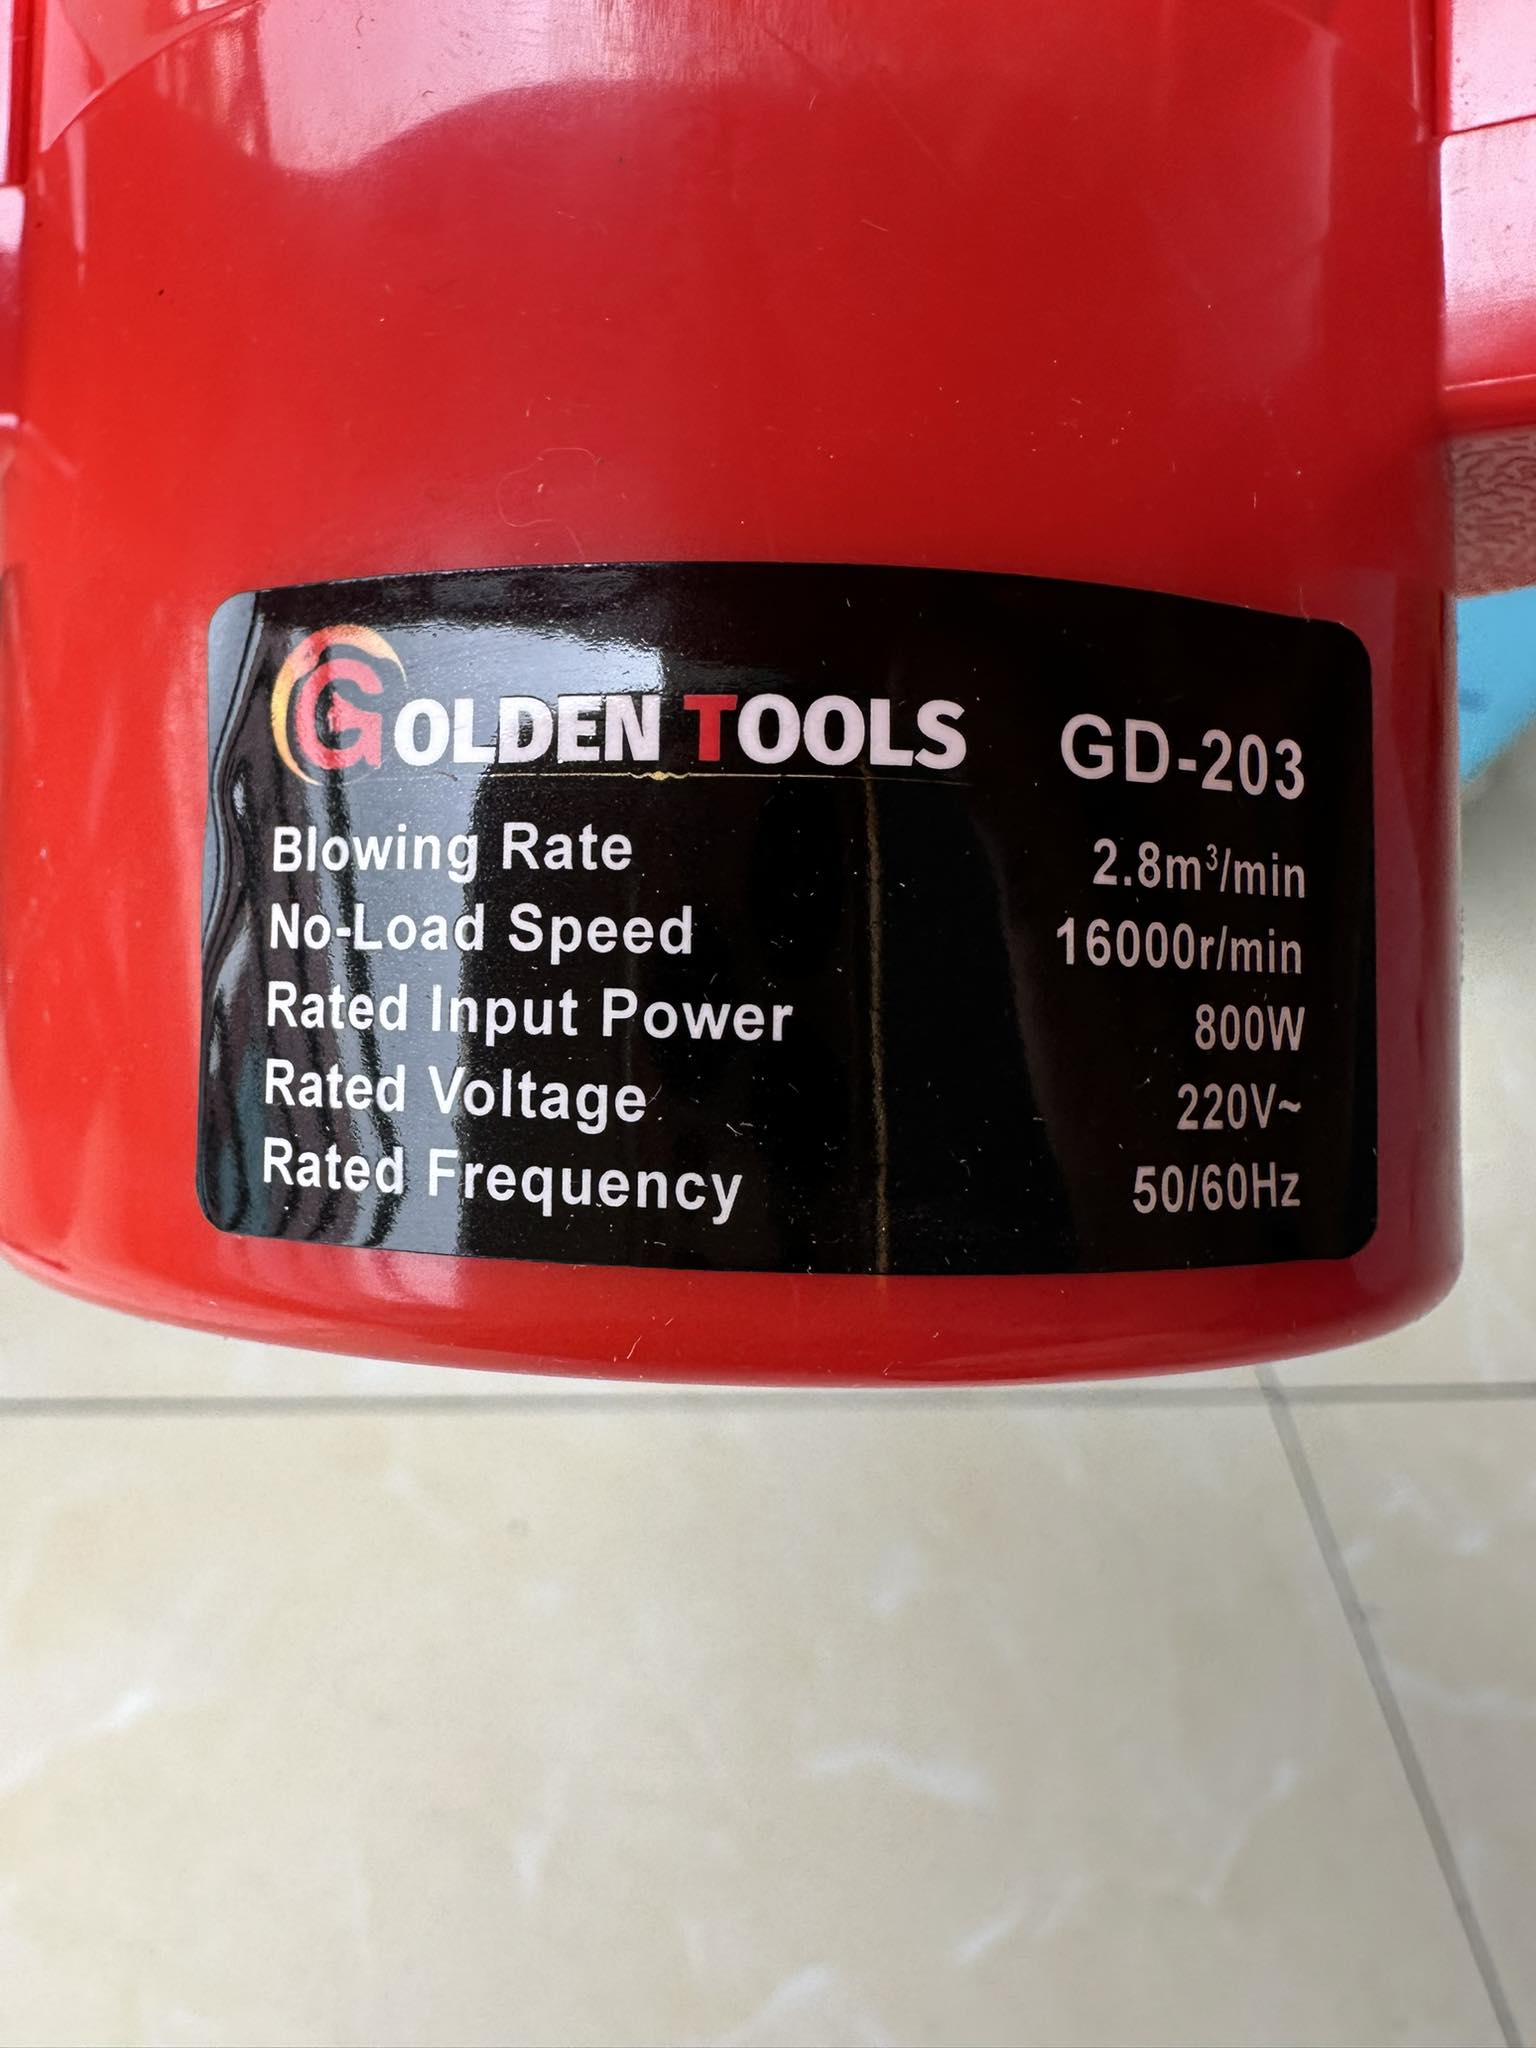 GOLDEN TOOLS GD-203
Blowing Rate 2.8m³/min
No-Load Speed 16000r/min
Rated Input Power 800W
Rated Voltage 220V~
Rated Frequency 50/60Hz